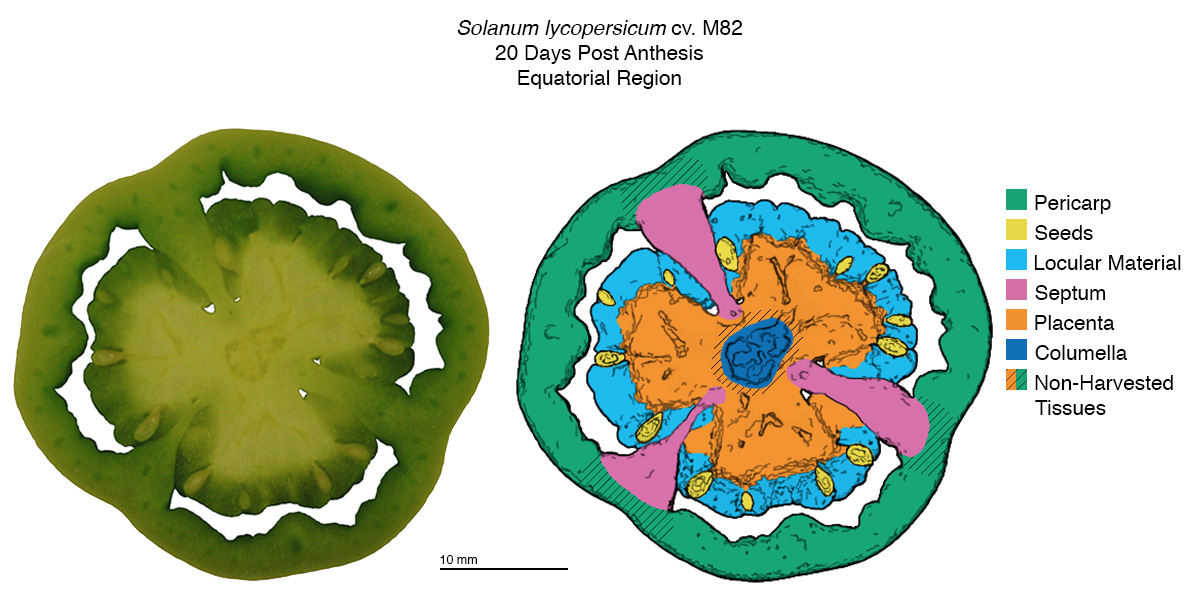 Solanum lycopersicum cv. M82
20 Days Post Anthesis
Equatorial Region
Pericarp
Seeds
Locular Material
Septum
Placenta
Columella
Non-Harvested
Tissues
10 mm